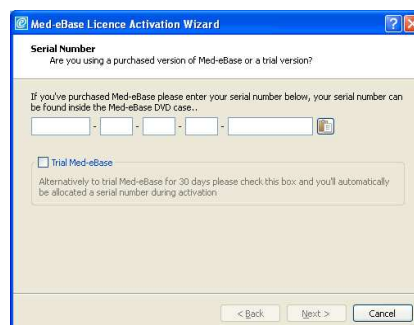 Med-eBase Licence Activation Wizard
Serial Number
Are you using a purchased version of Med-eBase or a trial version?
If you've purchased Med-eBase please enter your serial number below, your serial number can
be found inside the Med-eBase DVD case..
- - - -
Trial Med-eBase
Alternatively to trial Med-eBase for 30 days please check this box and you'll automatically
be allocated a serial number during activation
< Back Next > Cancel